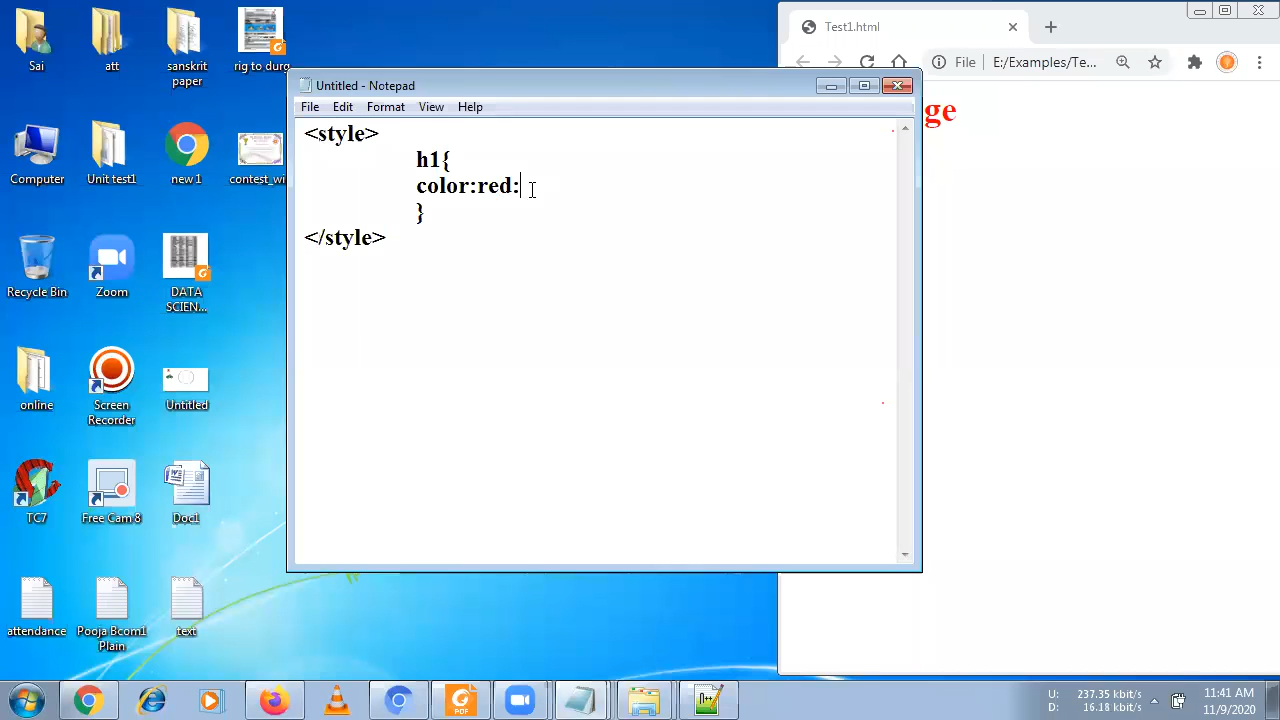 Sai
att
sanskrit
paper
rig to durg
Computer
Unit test1
new 1
contest_wi
Recycle Bin
Zoom
DATA
SCIEN...
online
Screen
Recorder
Untitled
TC7
Free Cam 8
Doc1
attendance
Pooja Bcom1
Plain
text
Untitled - Notepad
File Edit Format View Help
<style>
h1{
color:red:
}
</style>
Test1.html
File
E:/Examples/Te...
ge
PDF
U: 237.35 kbit/s
D: 16.18 kbit/s
11:41 AM
11/9/2020